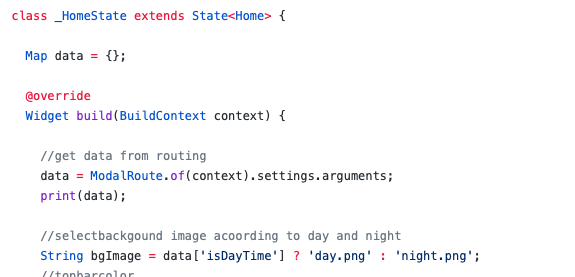 class _HomeState extends State<Home> {
Map data = {};
@override
Widget build(BuildContext context) {
//get data from routing
data = ModalRoute.of(context).settings.arguments;
print(data);
//selectbackgound image acoording to day and night
String bgImage = data['isDayTime'] ? 'day.png' : 'night.png';
//topbarcolor